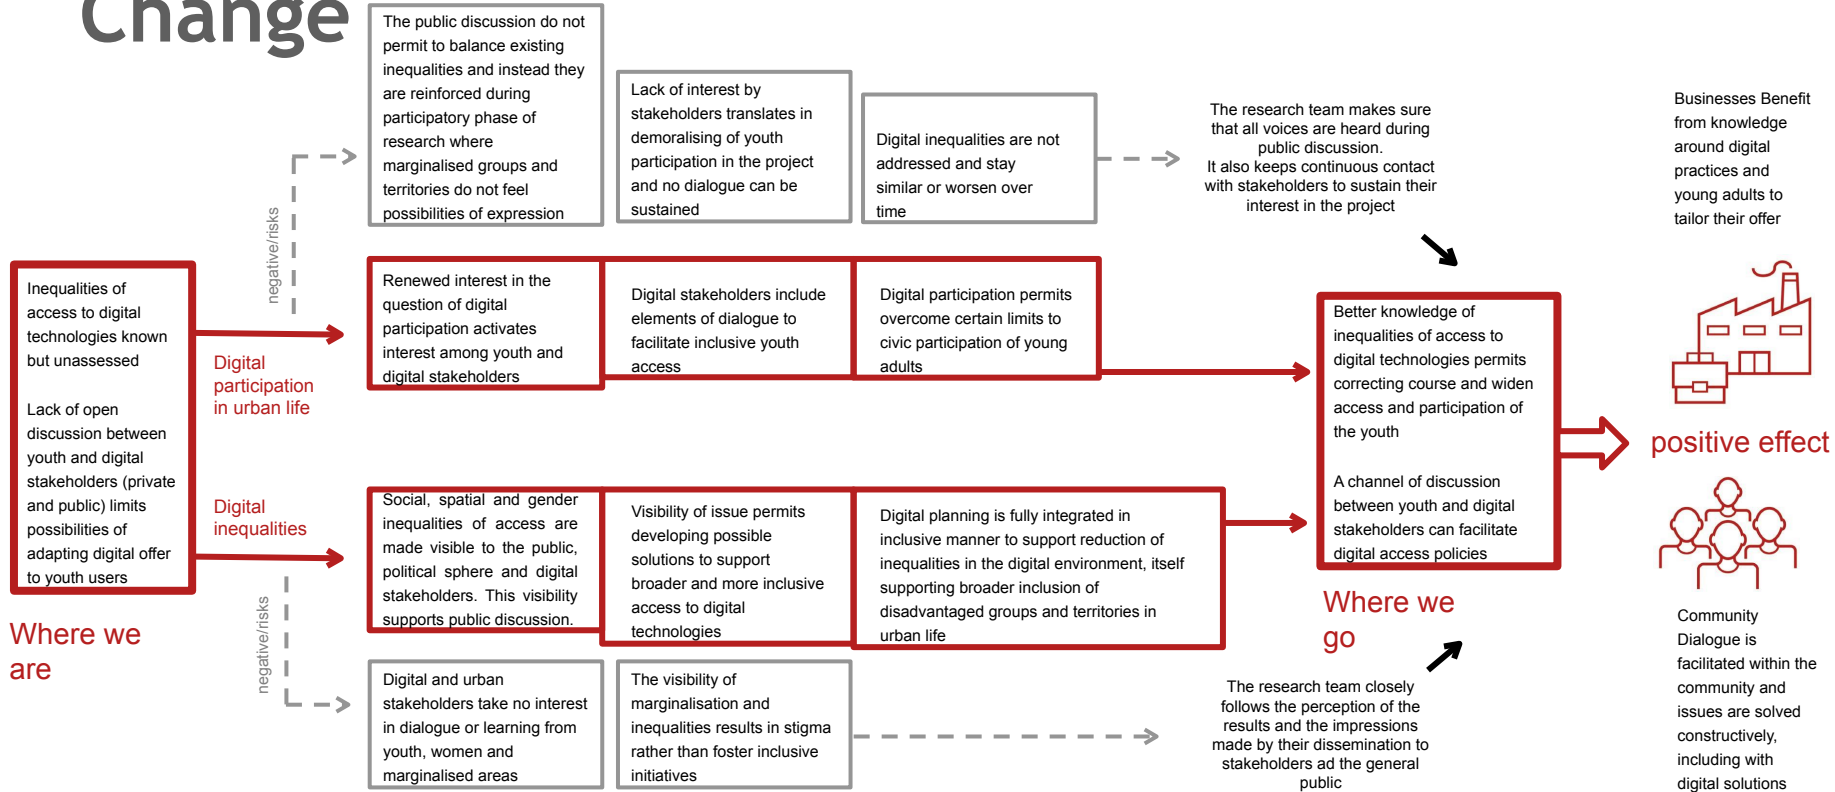 Change
The public discussion do not
permit to balance existing
inequalities and instead they
are reinforced during
participatory phase of
research where
marginalised groups and
territories do not feel
possibilities of expression
Lack of interest by
stakeholders translates in
demoralising of youth
participation in the project
and no dialogue can be
sustained
Digital inequalities are not
addressed and stay
similar or worsen over
time
The research team makes sure
that all voices are heard during
public discussion.
It also keeps continuous contact
with stakeholders to sustain their
interest in the project
Businesses Benefit
from knowledge
around digital
practices and
young adults to
tailor their offer
negative/risks
Inequalities of
access to digital
technologies known
but unassessed
Lack of open
discussion between
youth and digital
stakeholders (private
and public) limits
possibilities of
adapting digital offer
to youth users
Where we
are
Digital
participation
in urban life
Renewed interest in the
question of digital
participation activates
interest among youth and
digital stakeholders
Digital stakeholders include
elements of dialogue to
facilitate inclusive youth
access
Digital participation permits
overcome certain limits to
civic participation of young
adults
Better knowledge of
inequalities of access to
digital technologies permits
correcting course and widen
access and participation of
the youth
A channel of discussion
between youth and digital
stakeholders can facilitate
digital access policies
Where we
go
positive effect
Digital
inequalities
Social, spatial and gender
inequalities of access are
made visible to the public,
political sphere and digital
stakeholders. This visibility
supports public discussion.
Visibility of issue permits
developing possible
solutions to support
broader and more inclusive
access to digital
technologies
Digital planning is fully integrated in
inclusive manner to support reduction of
inequalities in the digital environment, itself
supporting broader inclusion of
disadvantaged groups and territories in
urban life
negative/risks
Digital and urban
stakeholders take no interest
in dialogue or learning from
youth, women and
marginalised areas
The visibility of
marginalisation and
inequalities results in stigma
rather than foster inclusive
initiatives
The research team closely
follows the perception of the
results and the impressions
made by their dissemination to
stakeholders ad the general
public
Community
Dialogue is
facilitated within the
community and
issues are solved
constructively,
including with
digital solutions